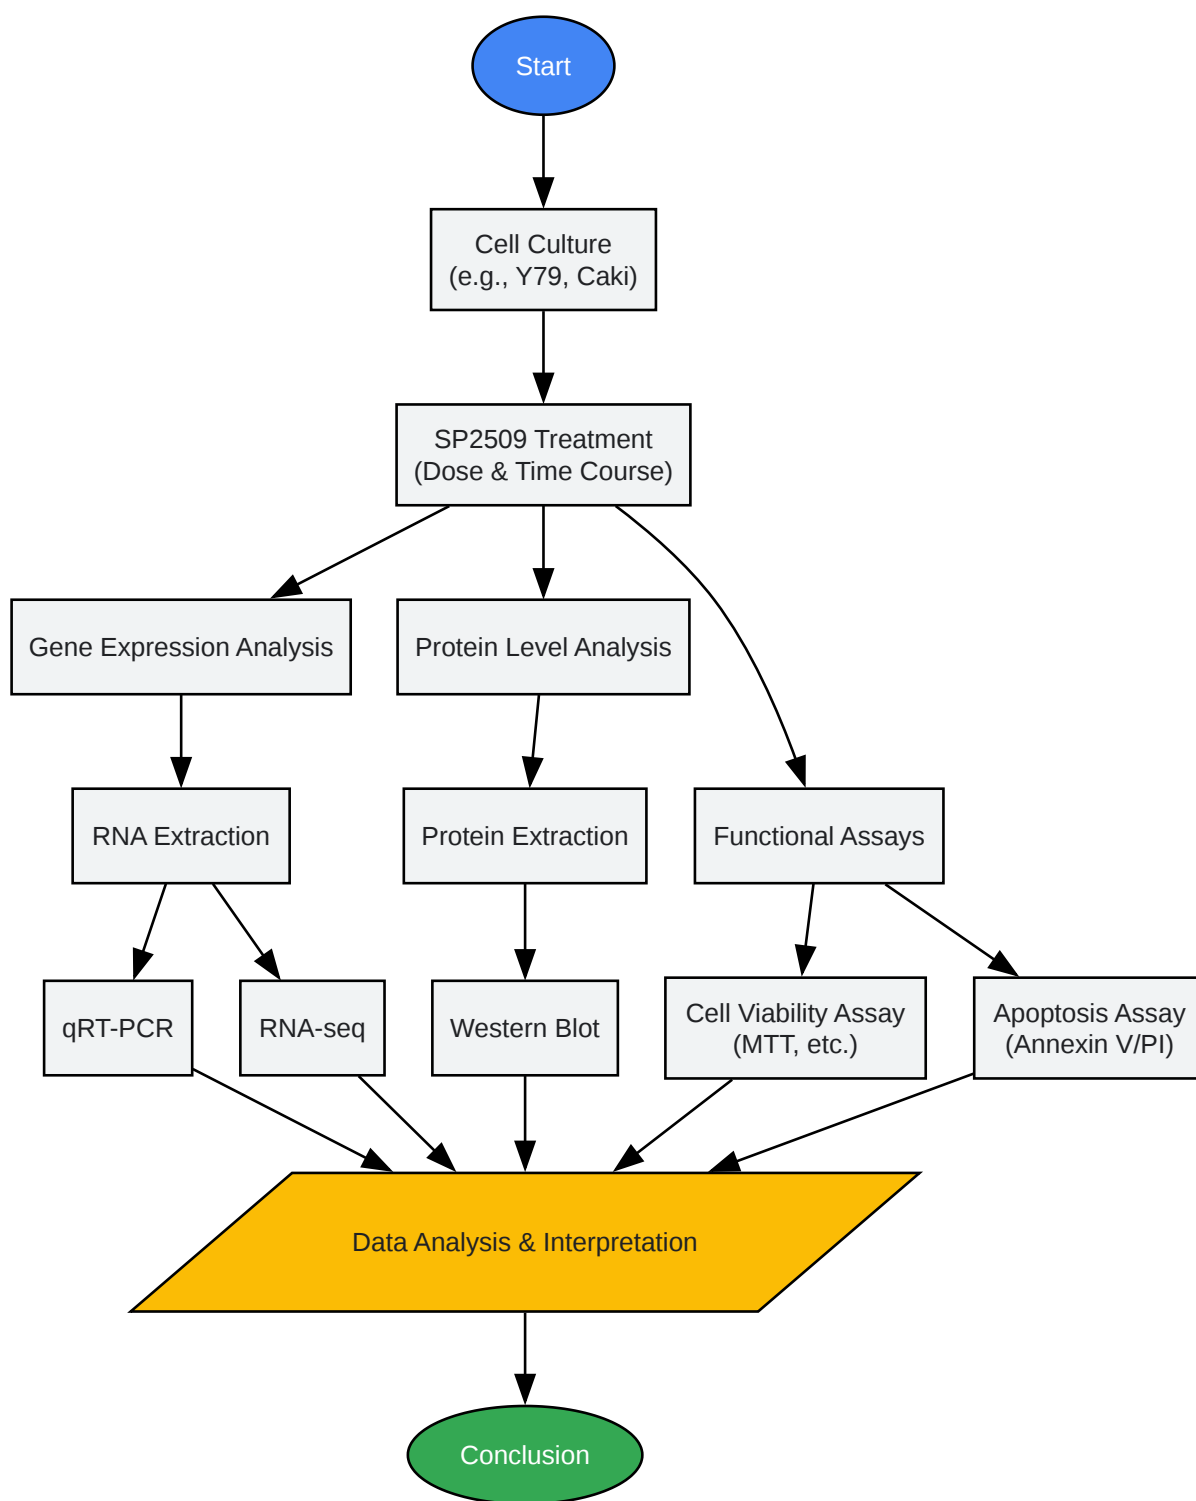 Start
Cell Culture
(e.g., Y79, Caki)
SP2509 Treatment
(Dose & Time Course)
Gene Expression Analysis
Protein Level Analysis
RNA Extraction
Protein Extraction
Functional Assays
qRT-PCR
RNA-seq
Western Blot
Cell Viability Assay
(MTT, etc.)
Apoptosis Assay
(Annexin V/PI)
Data Analysis & Interpretation
Conclusion